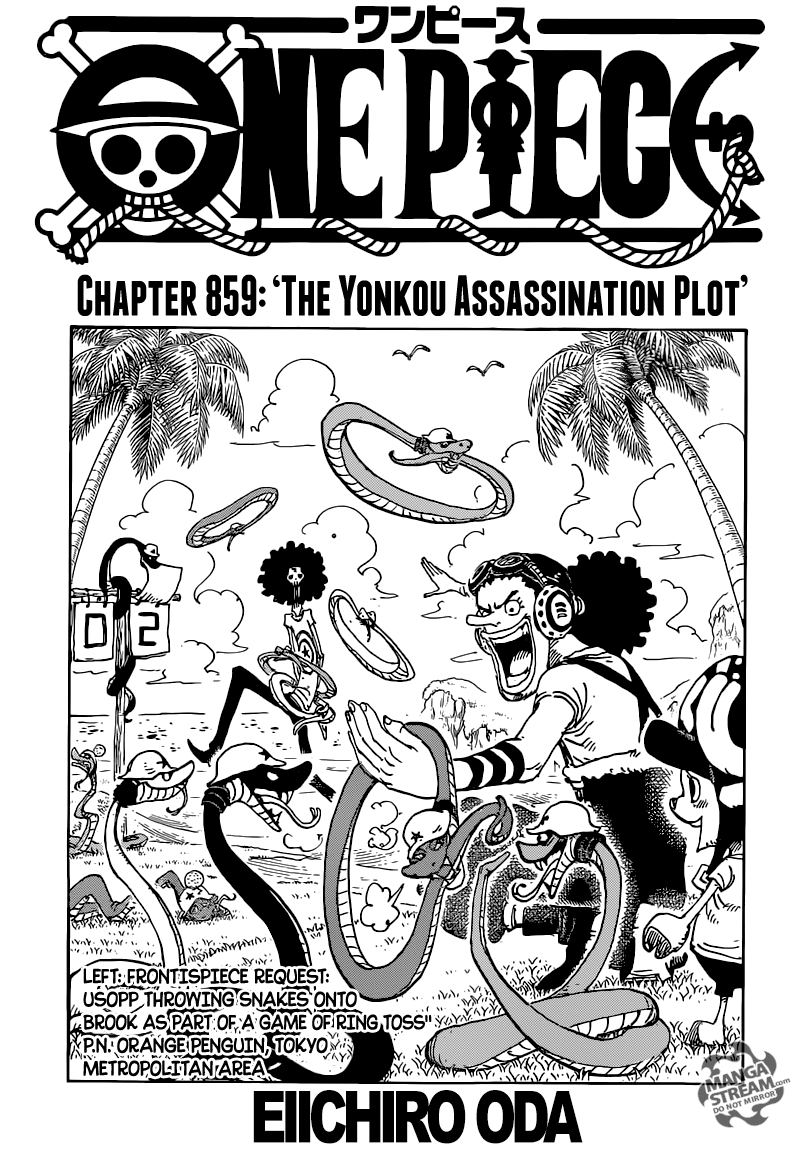 ワンピース
ONE PIECE
CHAPTER 859: ‘THE YONKOU ASSASSINATION PLOT’
0 2
LEFT: FRONTISPIECE REQUEST:
USOPP THROWING SNAKES ONTO
BROOK AS PART OF A GAME OF RING TOSS"
P.N. ORANGE PENGUIN, TOKYO
METROPOLITAN AREA
MANGA
STREAM.com
DO NOT MIRROR
EIICHIRO ODA